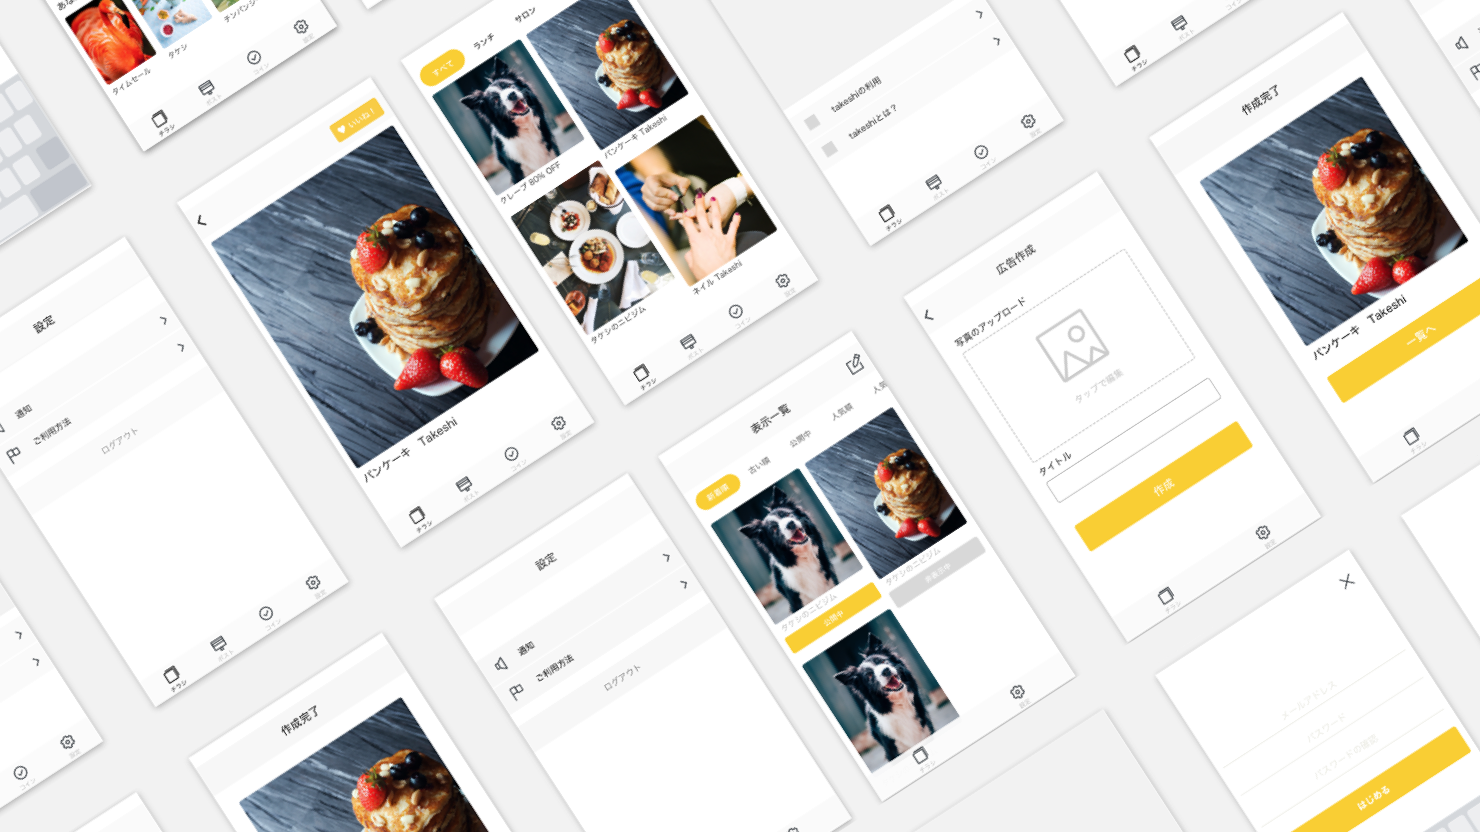 タイムセール
タケシ
チラシ
ポスト
コイン
設定
いいね！
パンケーキ　Takeshi
チラシ
ポスト
コイン
設定
すべて
ランチ
サロン
クレープ 80% OFF
パンケーキ Takeshi
タケシのニビジム
ネイル Takeshi
チラシ
ポスト
コイン
設定
takeshiの利用
takeshiとは？
チラシ
ポスト
コイン
設定
チラシ
ポスト
コイン
作成完了
パンケーキ　Takeshi
一覧へ
チラシ
設定
通知
ご利用方法
ログアウト
チラシ
ポスト
コイン
設定
広告作成
写真のアップロード
タップで編集
タイトル
作成
チラシ
設定
表示一覧
新着順
古い順
公開中
人気順
人気
タケシのニビジム
公開中
タケシのニビジム
非表示中
チラシ
設定
設定
通知
ご利用方法
ログアウト
コイン
設定
作成完了
メールアドレス
パスワード
パスワードの確認
はじめる